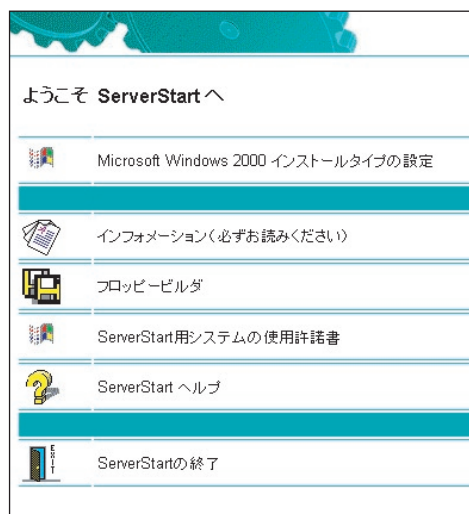 ようこそ ServerStart へ
Microsoft Windows 2000 インストールタイプの設定
インフォメーション(必ずお読みください)
フロッピービルダ
ServerStart用システムの使用許諾書
ServerStart ヘルプ
EXIT
ServerStartの終了